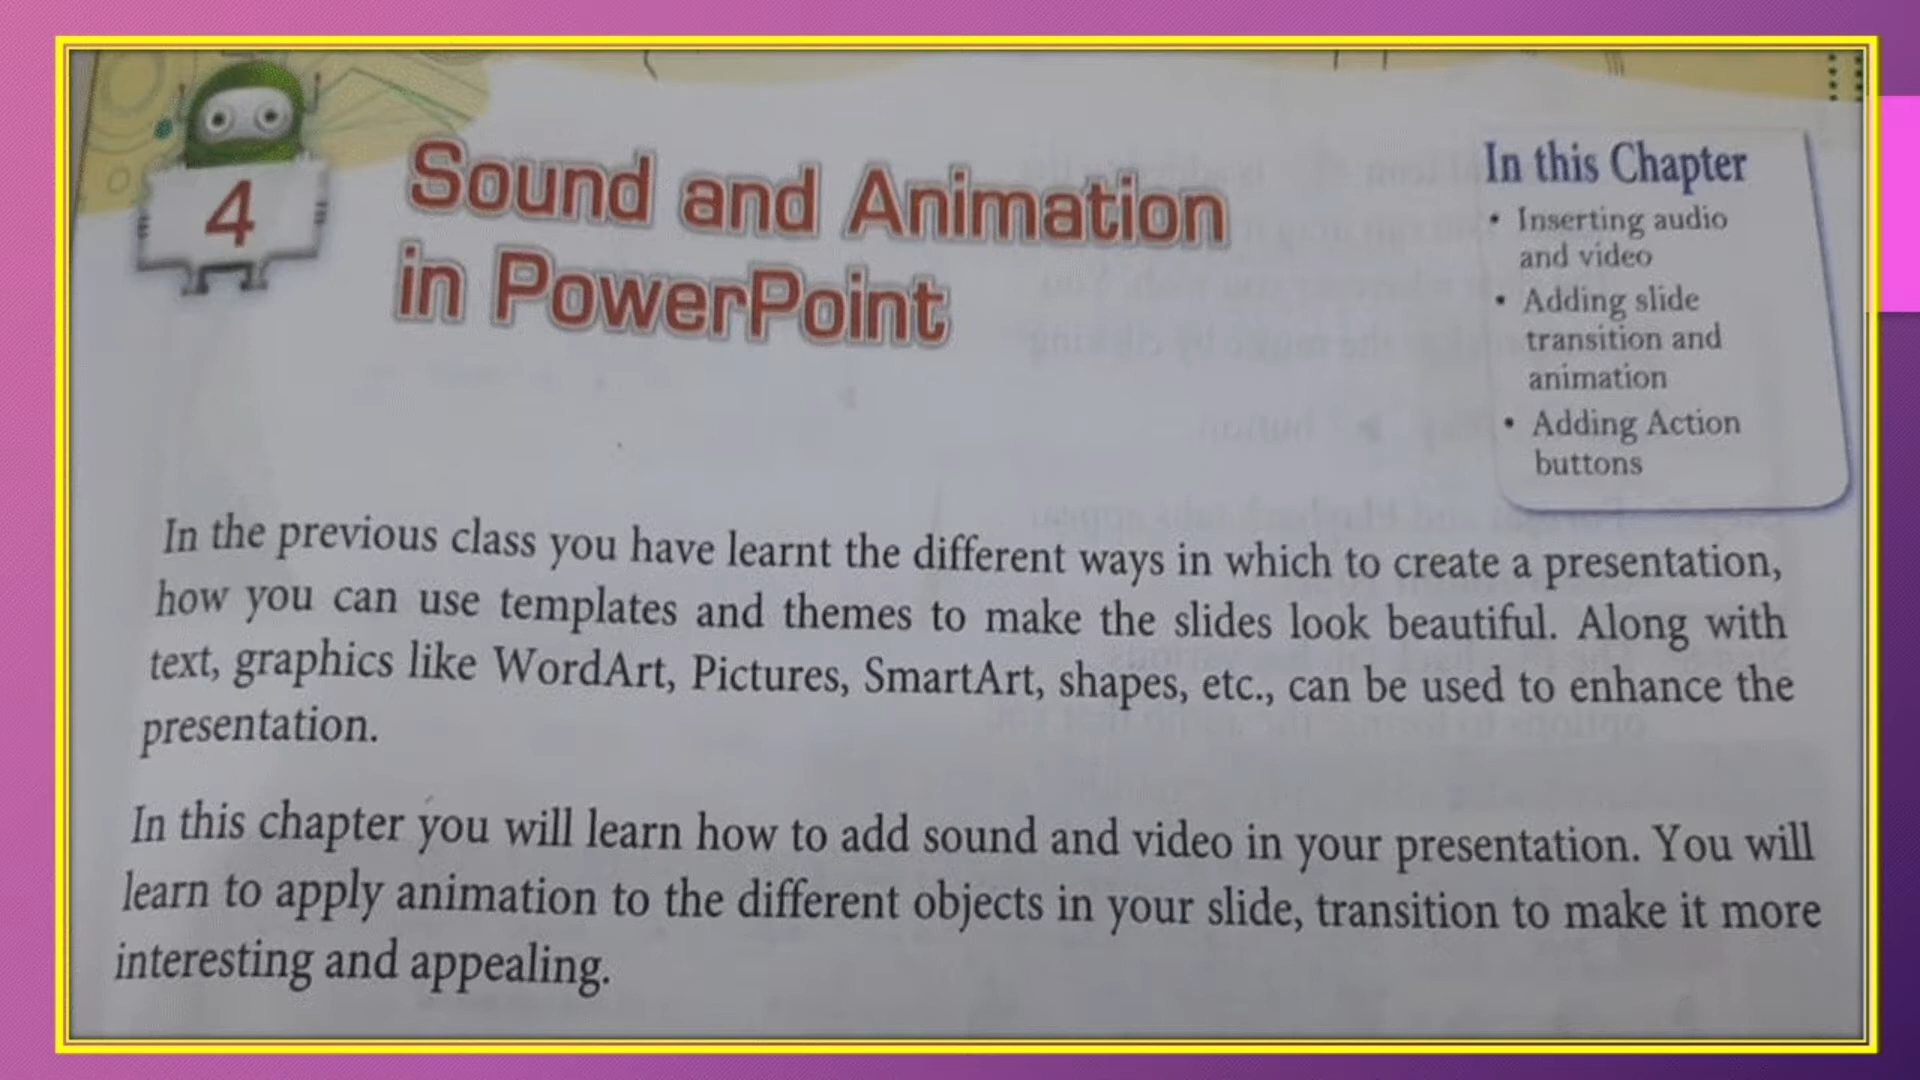 4
Sound and Animation
in PowerPoint
In this Chapter
• Inserting audio
and video
• Adding slide
transition and
animation
• Adding Action
buttons
In the previous class you have learnt the different ways in which to create a presentation,
how you can use templates and themes to make the slides look beautiful. Along with
text, graphics like WordArt, Pictures, SmartArt, shapes, etc., can be used to enhance the
presentation.
In this chapter you will learn how to add sound and video in your presentation. You will
learn to apply animation to the different objects in your slide, transition to make it more
interesting and appealing.